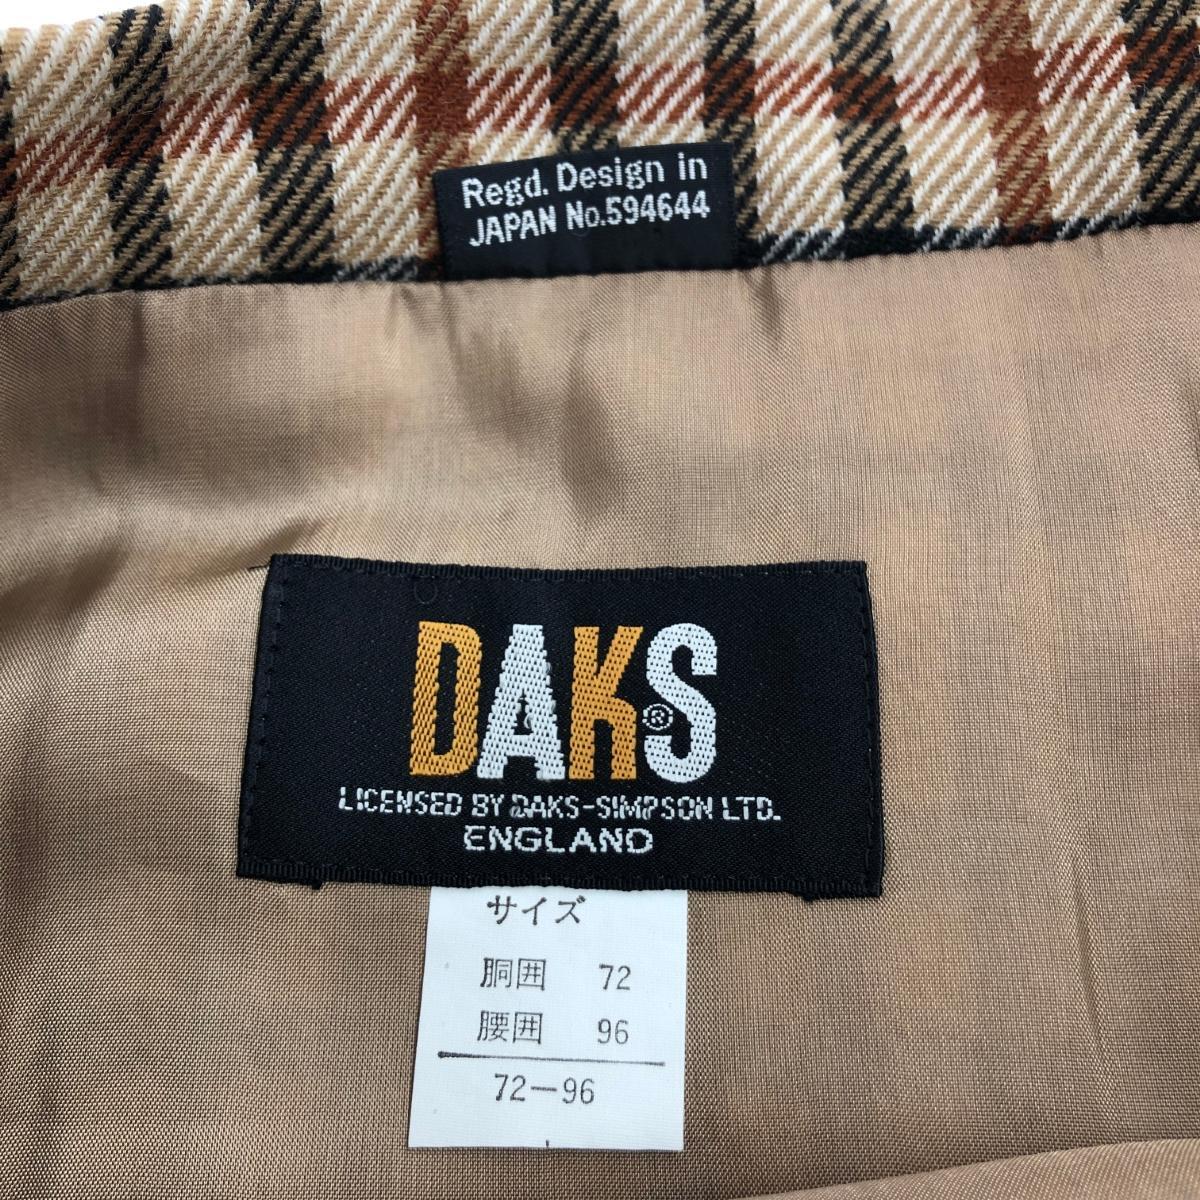 Regd. Design in
JAPAN No.594644
DAKS®
LICENSED BY DAKS-SIMPSON LTD.
ENGLAND
サイズ
胴囲 72
腰囲 96
72－96